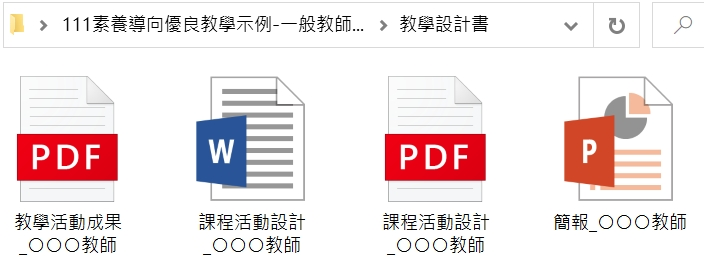 111素養導向優良教學示例-一般教師... > 教學設計書
PDF
W
PDF
P
教學活動成果
_○○○教師
課程活動設計
_○○○教師
課程活動設計
_○○○教師
簡報_○○○教師